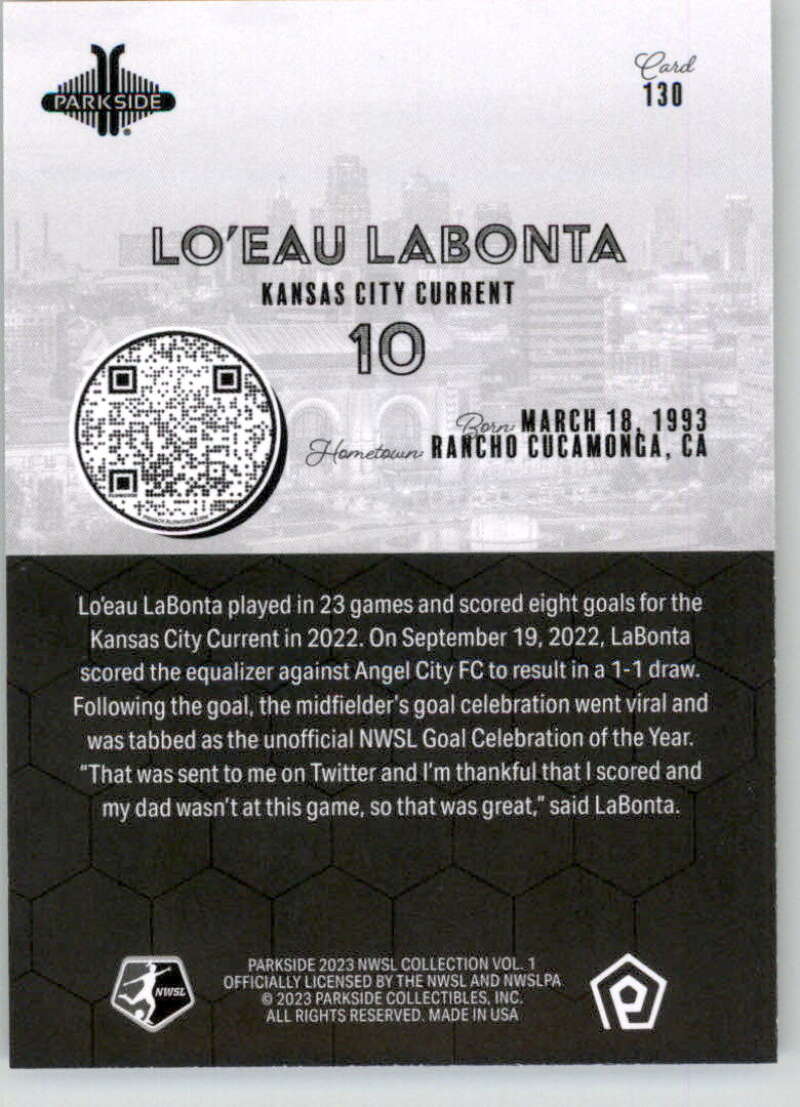 PARKSIDE
Card
130
LO'EAU LABONTA
KANSAS CITY CURRENT
10
Born: MARCH 18, 1993
Hometown: RANCHO CUCAMONGA, CA
Lo'eau LaBonta played in 23 games and scored eight goals for the
Kansas City Current in 2022. On September 19, 2022, LaBonta
scored the equalizer against Angel City FC to result in a 1-1 draw.
Following the goal, the midfielder's goal celebration went viral and
was tabbed as the unofficial NWSL Goal Celebration of the Year.
"That was sent to me on Twitter and I'm thankful that I scored and
my dad wasn't at this game, so that was great," said LaBonta.
NWSL
PARKSIDE 2023 NWSL COLLECTION VOL. 1
OFFICIALLY LICENSED BY THE NWSL AND NWSLPA
© 2023 PARKSIDE COLLECTIBLES, INC.
ALL RIGHTS RESERVED. MADE IN USA